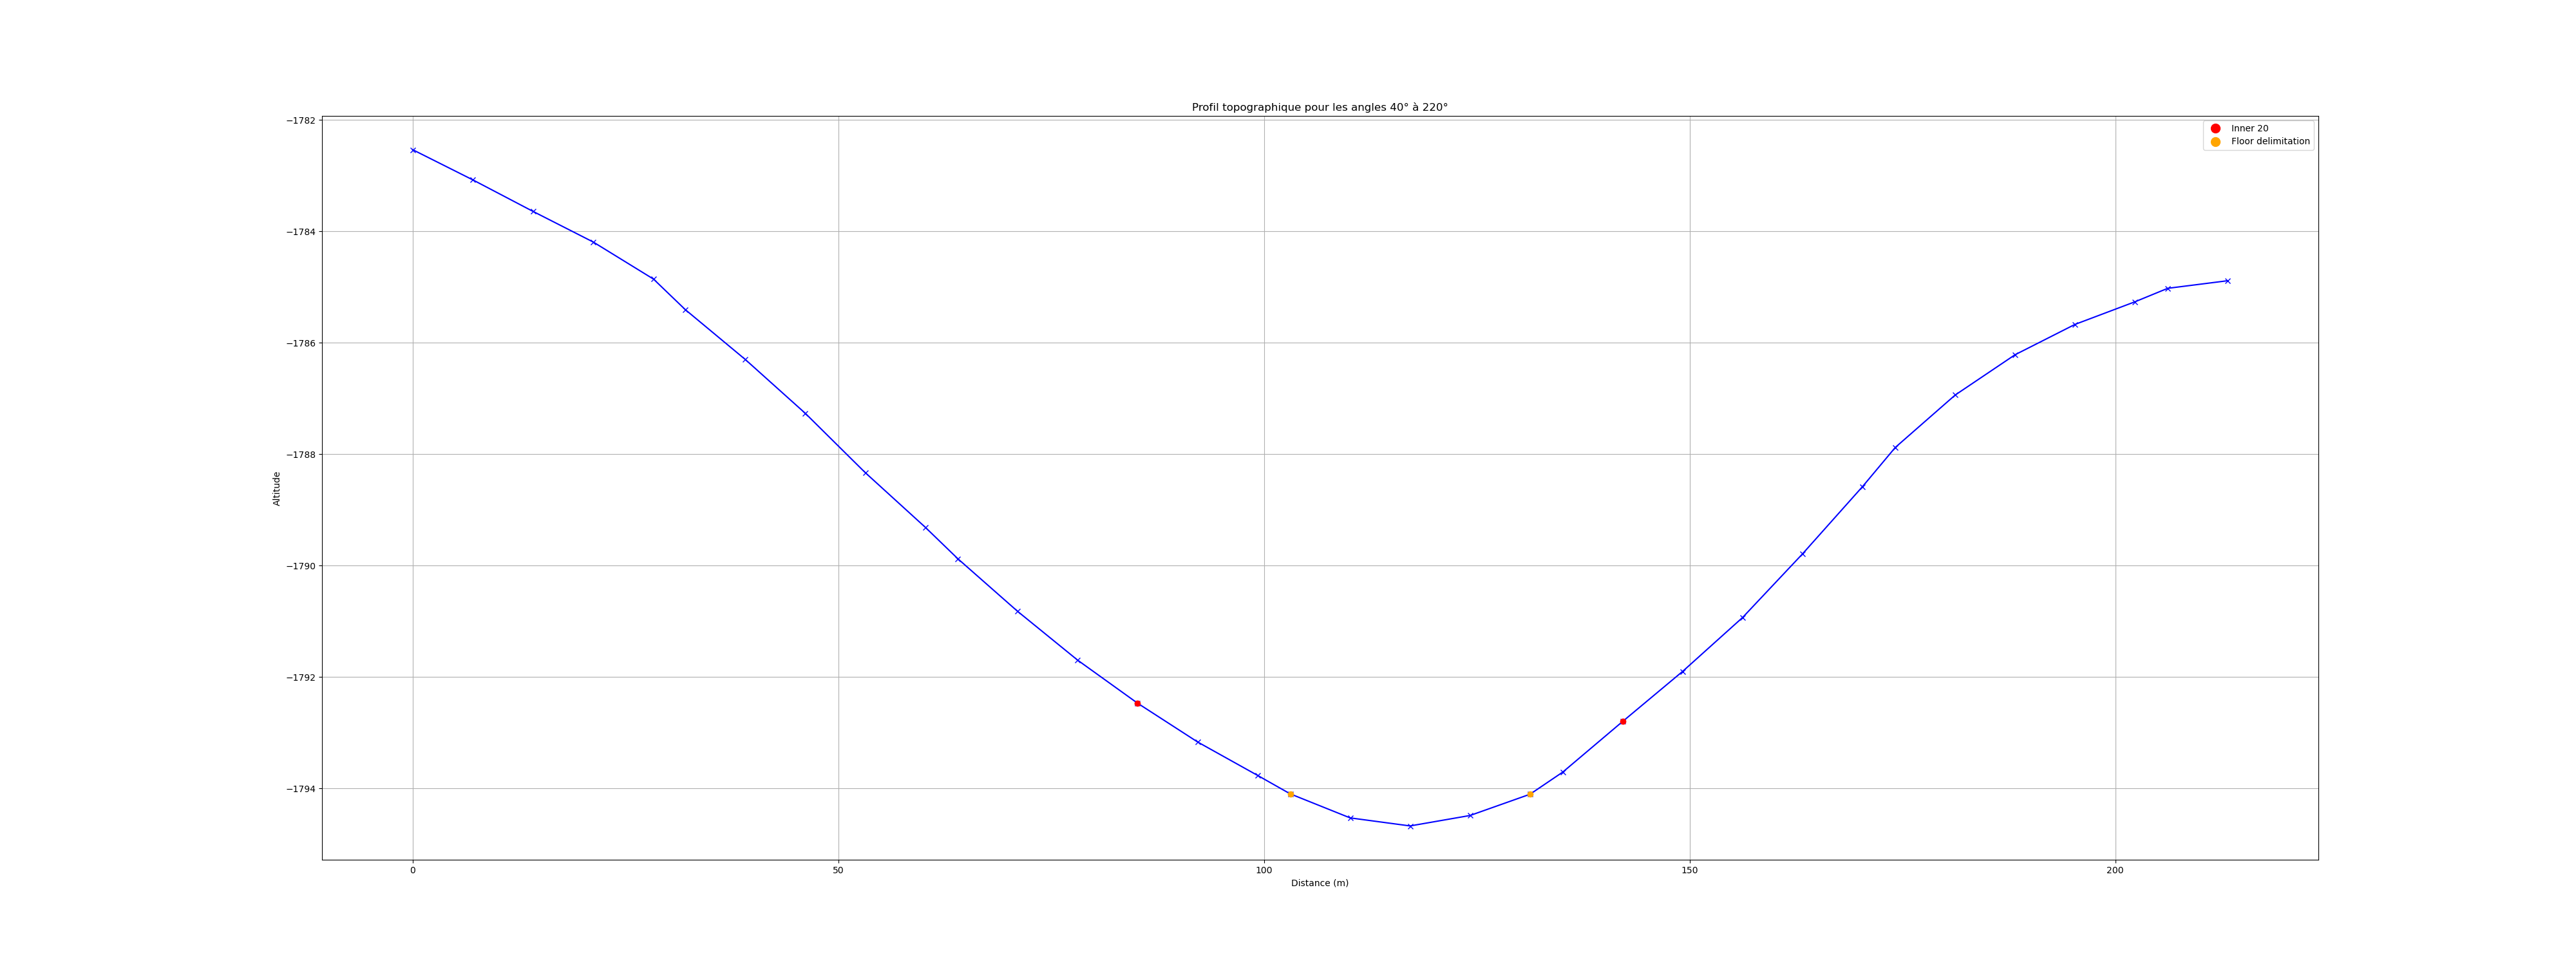 Profil topographique pour les angles 40° à 220°
Inner 20
Floor delimitation
−1782
−1784
−1786
−1788
−1790
−1792
−1794
Altitude
0
50
100
150
200
Distance (m)